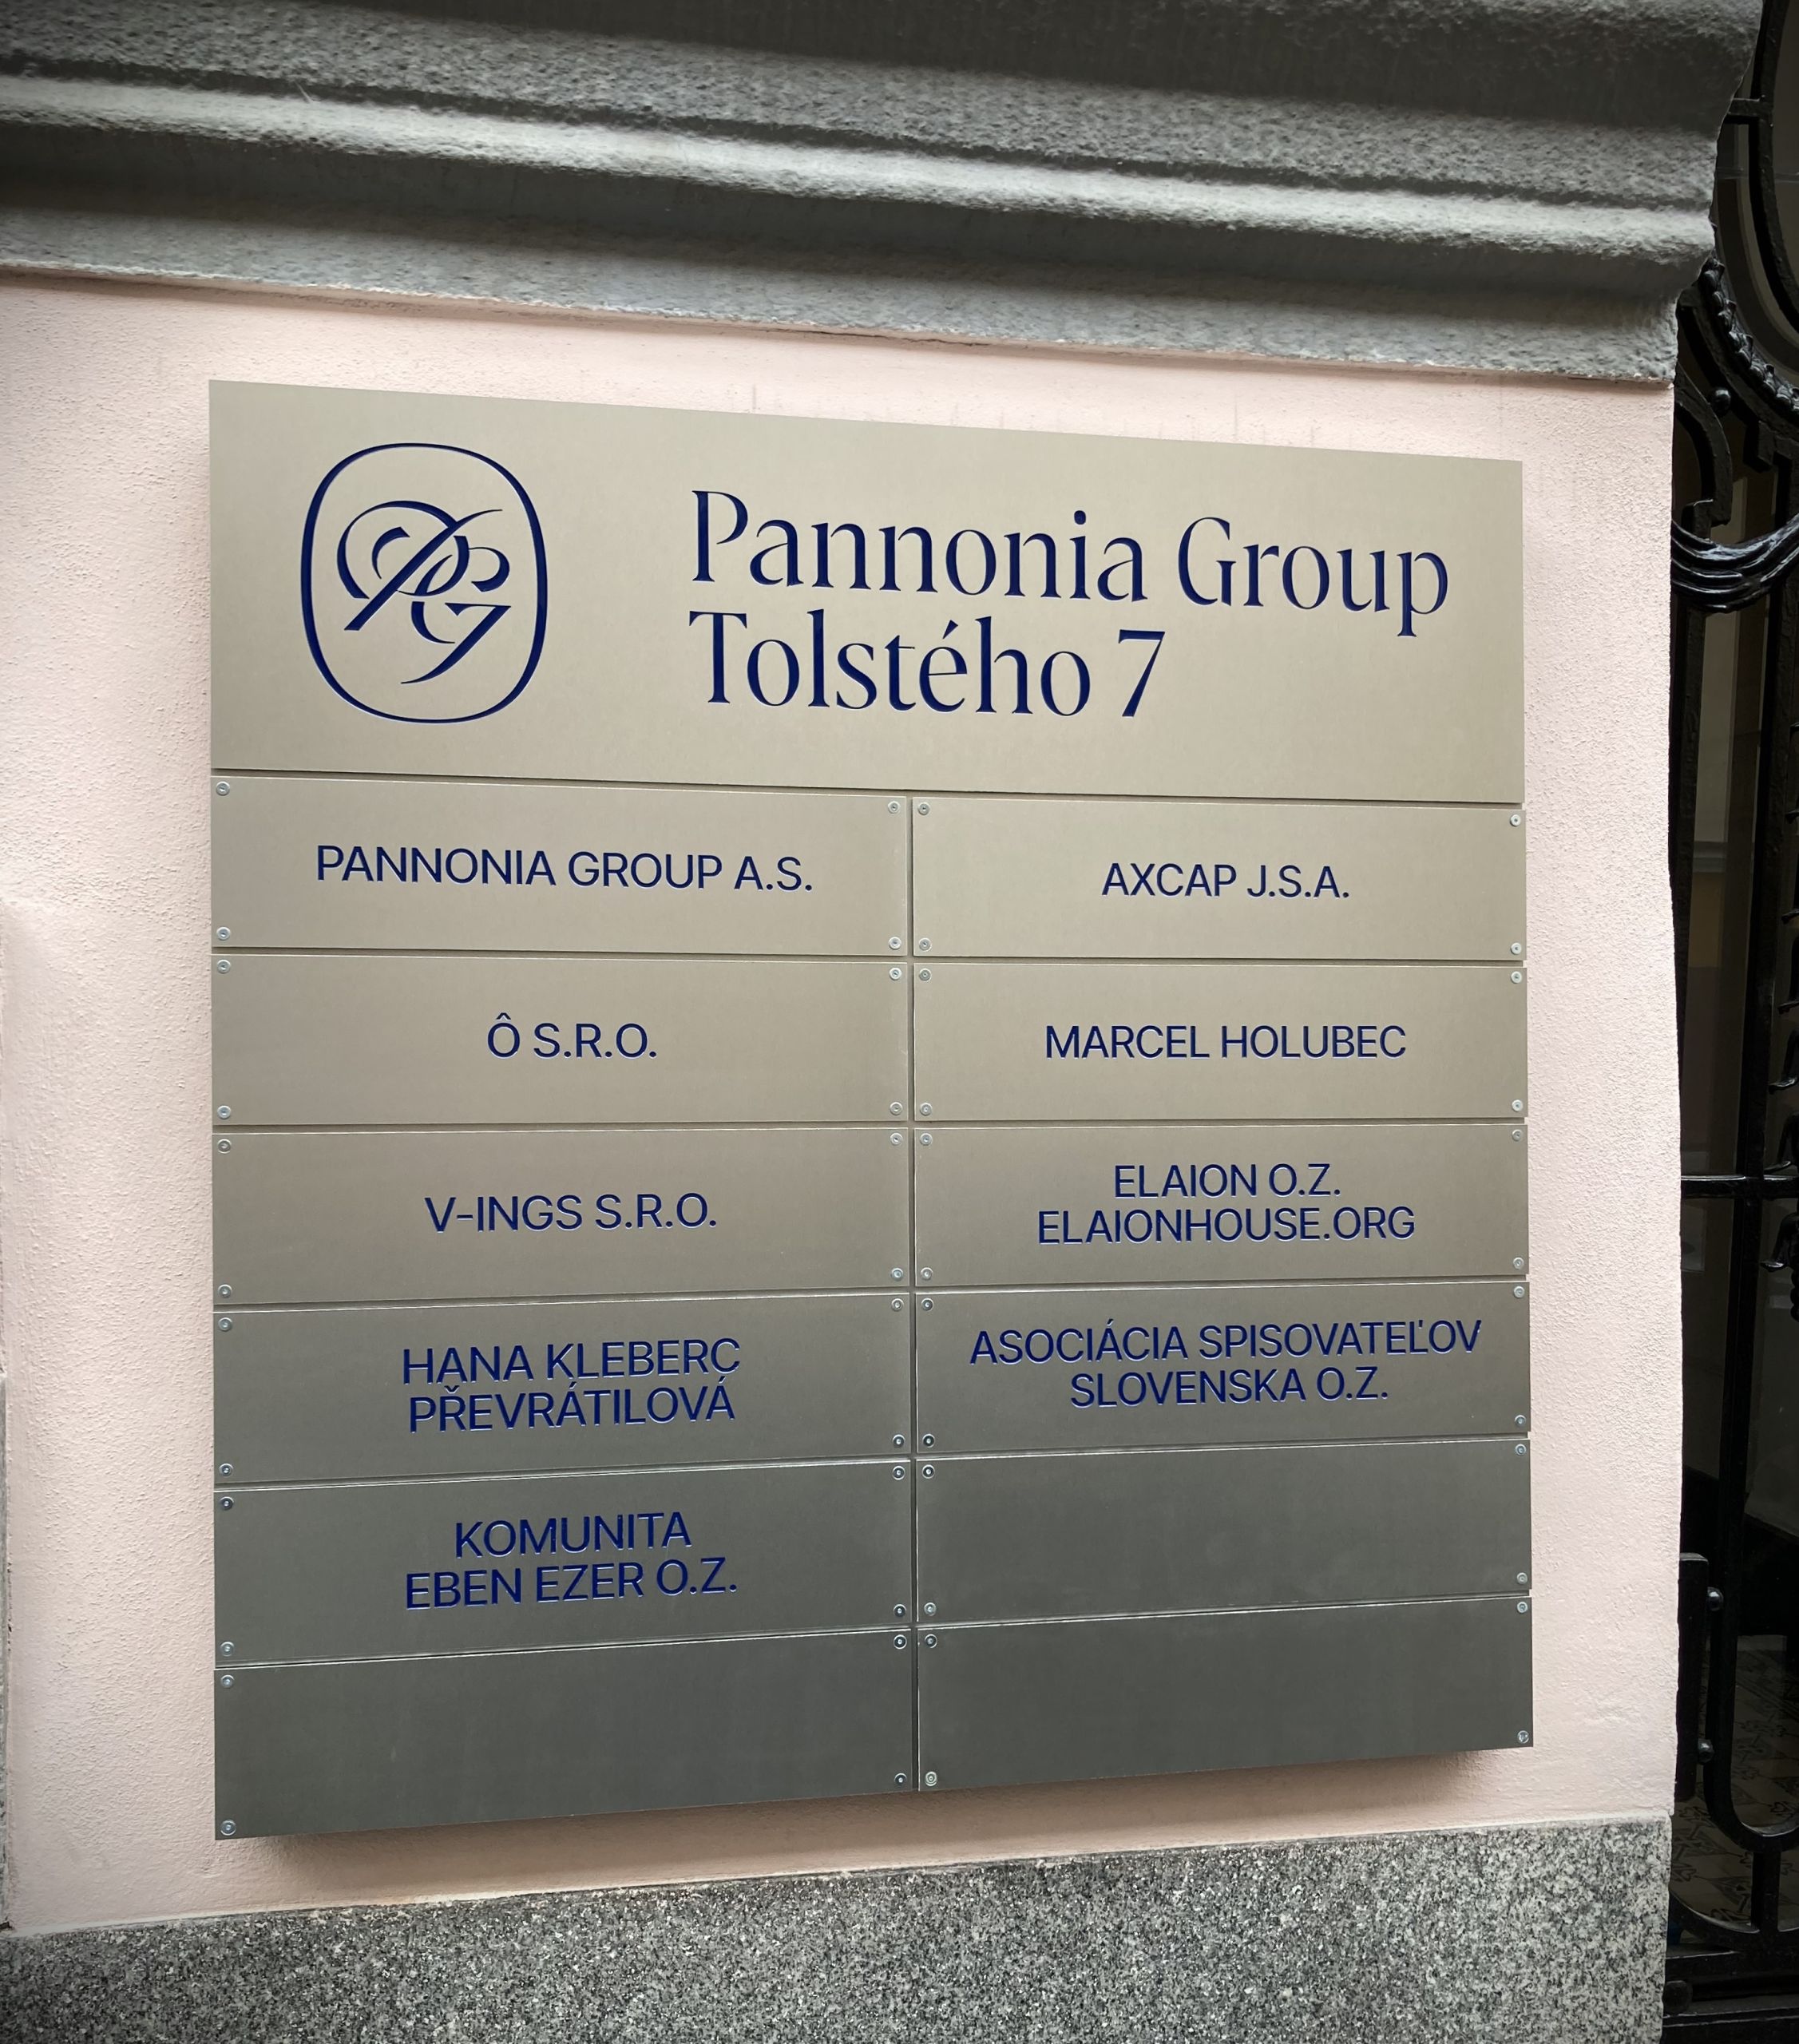 Pannonia Group
Tolstého 7
PANNONIA GROUP A.S.
AXCAP J.S.A.
Ô S.R.O.
MARCEL HOLUBEC
V-INGS S.R.O.
ELAION O.Z.
ELAIONHOUSE.ORG
HANA KLEBERC
PŘEVRÁTILOVÁ
ASOCIÁCIA SPISOVATEĽOV
SLOVENSKA O.Z.
KOMUNITA
EBEN EZER O.Z.